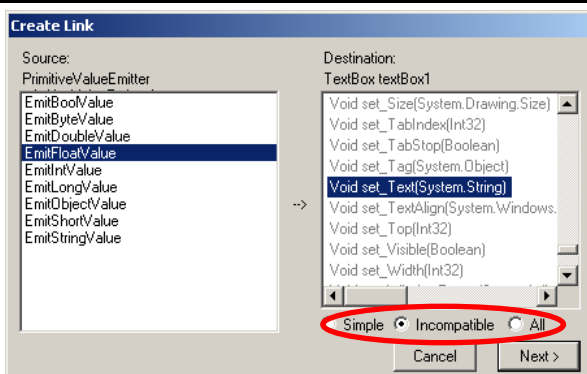 Create Link
Source:
PrimitiveValueEmitter
EmitBoolValue
EmitByteValue
EmitDoubleValue
EmitFloatValue
EmitIntValue
EmitLongValue
EmitObjectValue
EmitShortValue
EmitStringValue
-->
Destination:
TextBox textBox1
Void set_Size(System.Drawing.Size)
Void set_TabIndex(Int32)
Void set_TabStop(Boolean)
Void set_Tag(System.Object)
Void set_Text(System.String)
Void set_TextAlign(System.Windows.
Void set_Top(Int32)
Void set_Visible(Boolean)
Void set_Width(Int32)
Simple Incompatible All
Cancel Next >